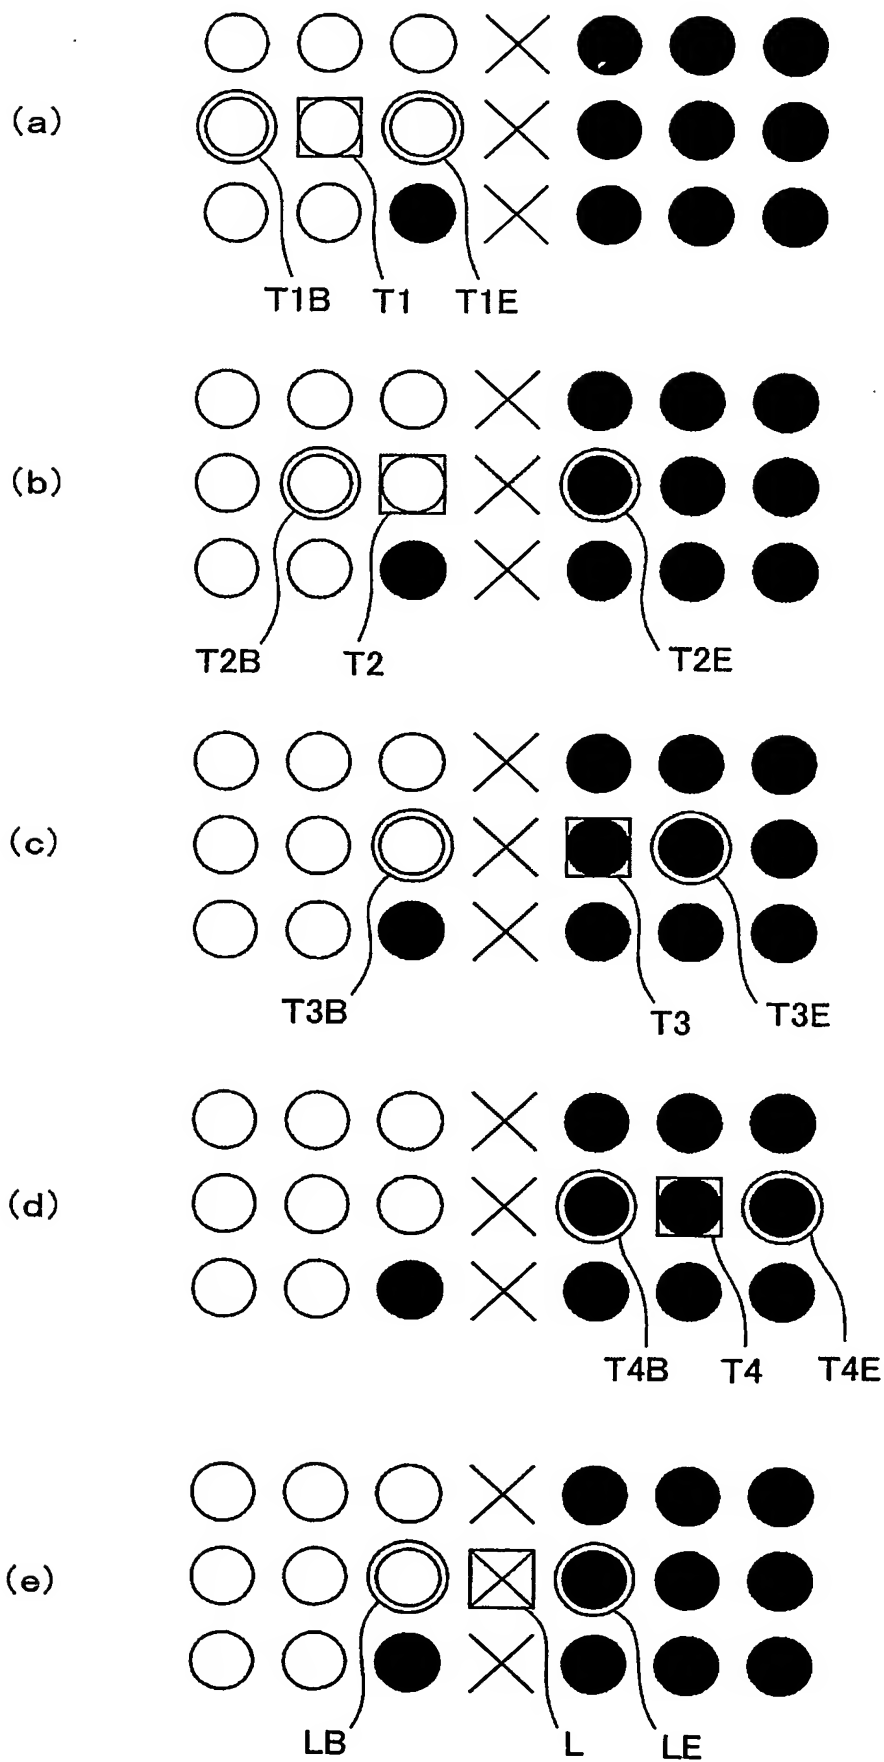 (a)
T1B T1 T1E
(b)
T2B T2 T2E
(c)
T3B T3 T3E
(d)
T4B T4 T4E
(e)
LB L LE